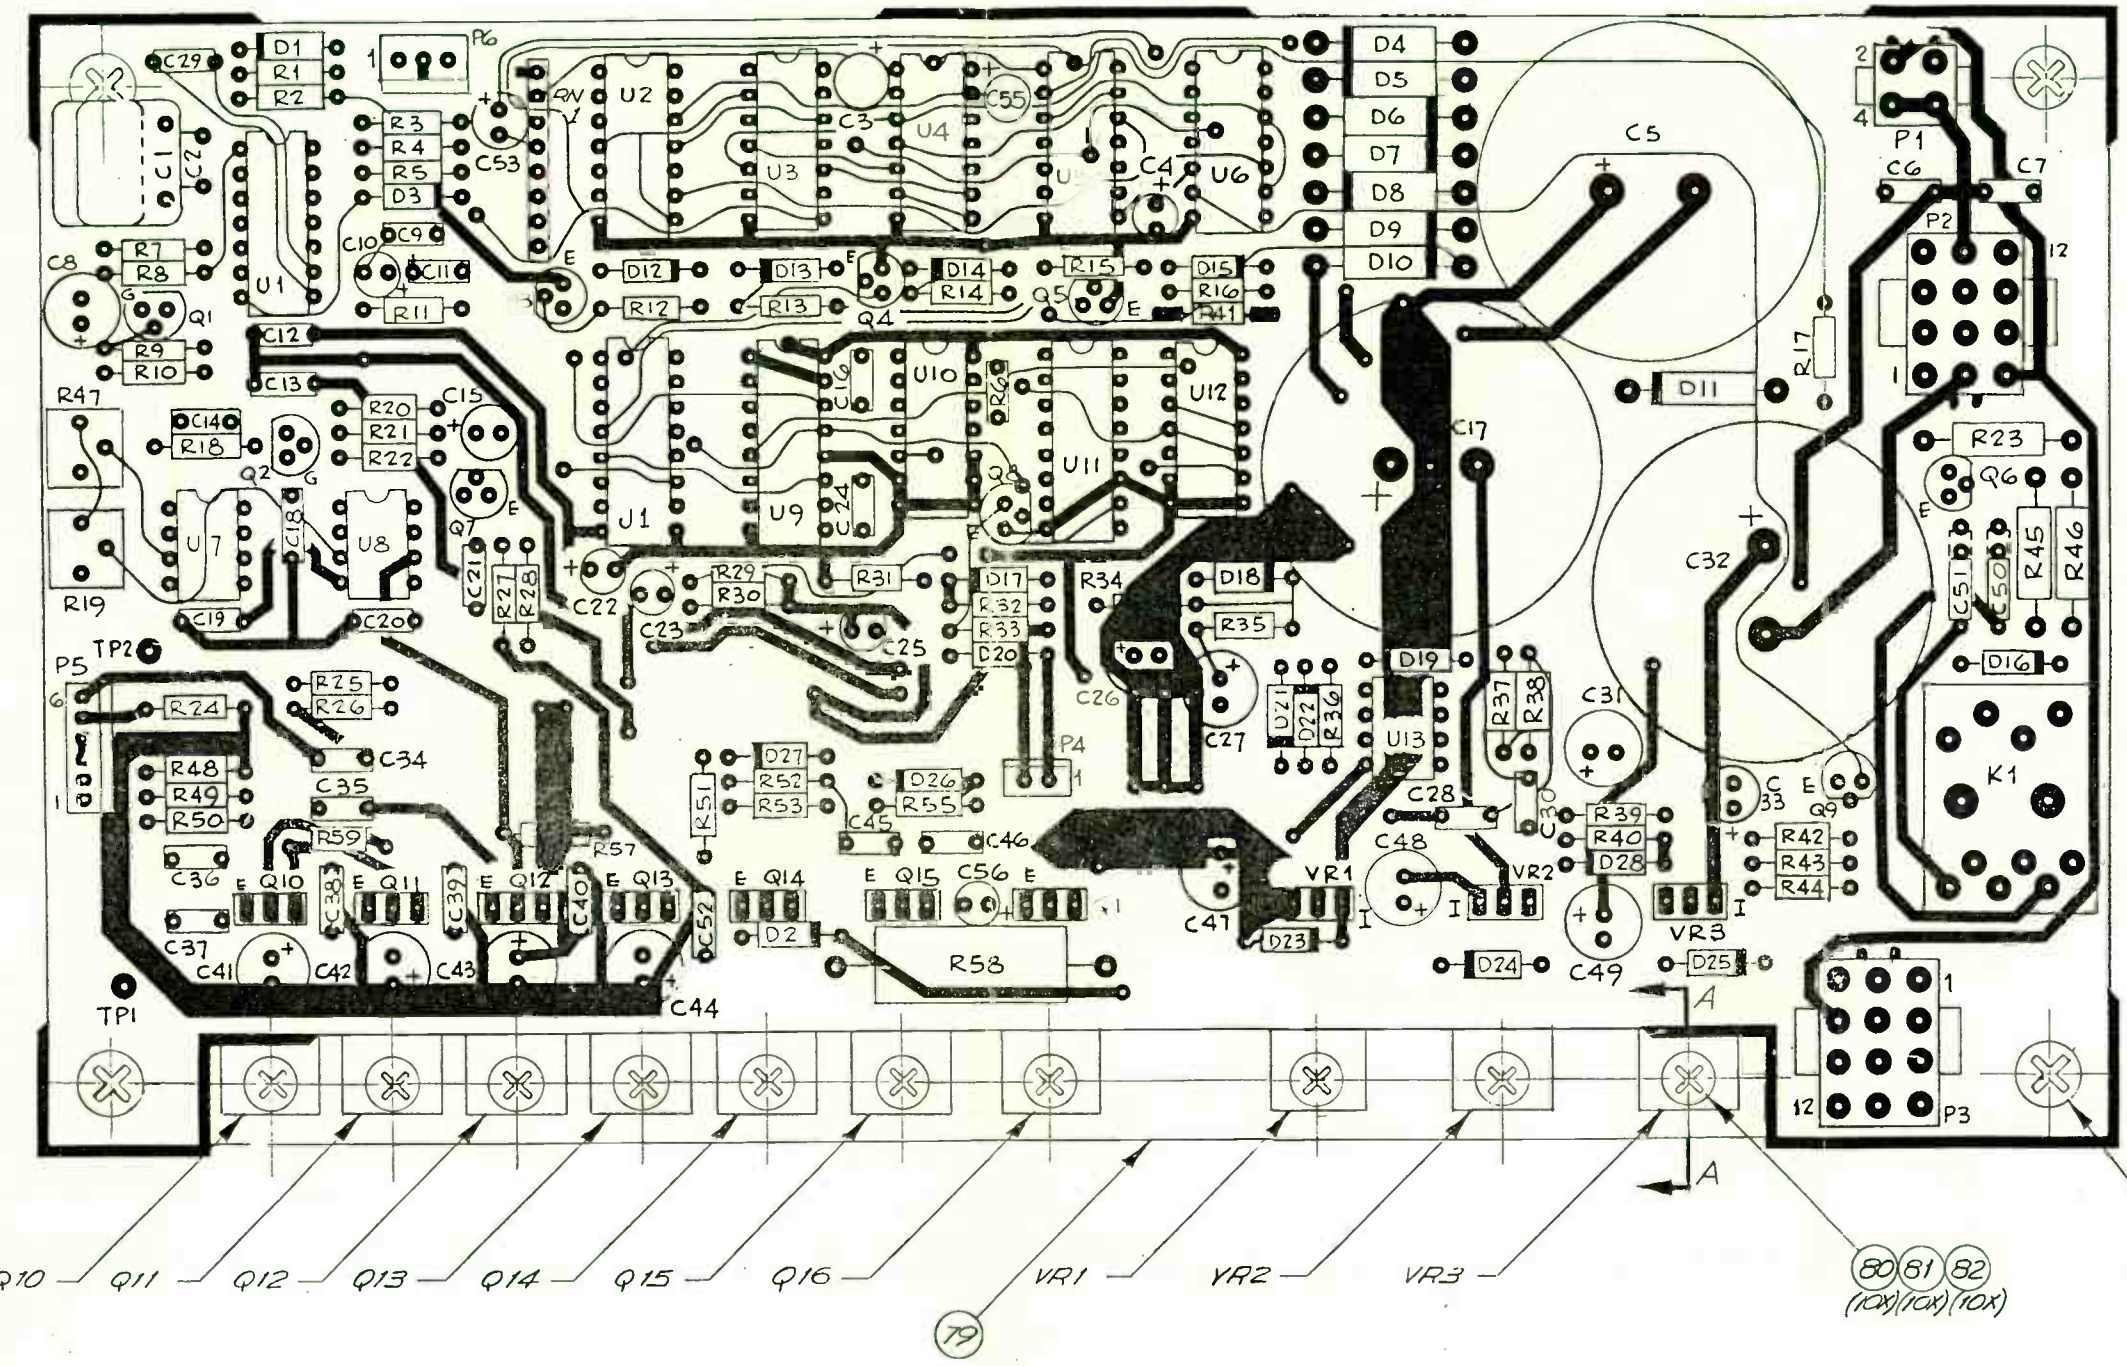 C29
D1
R1
R2
1
P6
RN
1
U2
C3
C55
U4
D4
D5
D6
D7
D8
D9
D10
C5
+
2
4
P1
C6
C7
P2
12
1
C1
C2
R3
R4
R5
D3
C53
+
U3
C4
+
U6
R7
R8
C8
+
U1
C10
C9
C11
+
R11
G
Q1
R9
R10
E
D12
R12
D13
R13
E
Q4
D14
R14
R15
Q5
E
D15
R16
R41
R17
D11
C12
C13
R47
C14
R18
Q2
G
R20
R21
R22
C15
+
Q7
E
C16
U10
R6
U12
C17
+
R23
Q6
E
R45
R46
U7
C18
U8
U1
U9
C24
Q8
E
U11
C32
+
R19
C19
C20
C21
R27
R28
+
C22
C23
R29
R30
R31
+
C25
D17
R32
R33
D20
R34
D18
R35
C51
C50
D16
TP2
P5
6
1
R24
R25
R26
C26
+
C27
D19
D21
D22
R36
U13
R37
R38
C31
+
K1
R48
R49
R50
C34
C35
R59
R51
D27
R52
R53
D26
R55
P4
1
C28
C30
R39
R40
D28
C33
+
E
Q9
R42
R43
R44
C36
C37
R57
C45
C46
C47
C48
+
E Q10
C38
E Q11
C39
E Q12
C40
E Q13
C52
E Q14
E Q15
C56
+
E
VR1
I
VR2
I
VR3
I
C49
+
C41
+
C42
+
C43
+
C44
+
D2
R58
D23
D24
D25
TP1
A
1
12
P3
A
Q10
Q11
Q12
Q13
Q14
Q15
Q16
VR1
VR2
VR3
80 81 82
(10X)(10X)(10X)
79